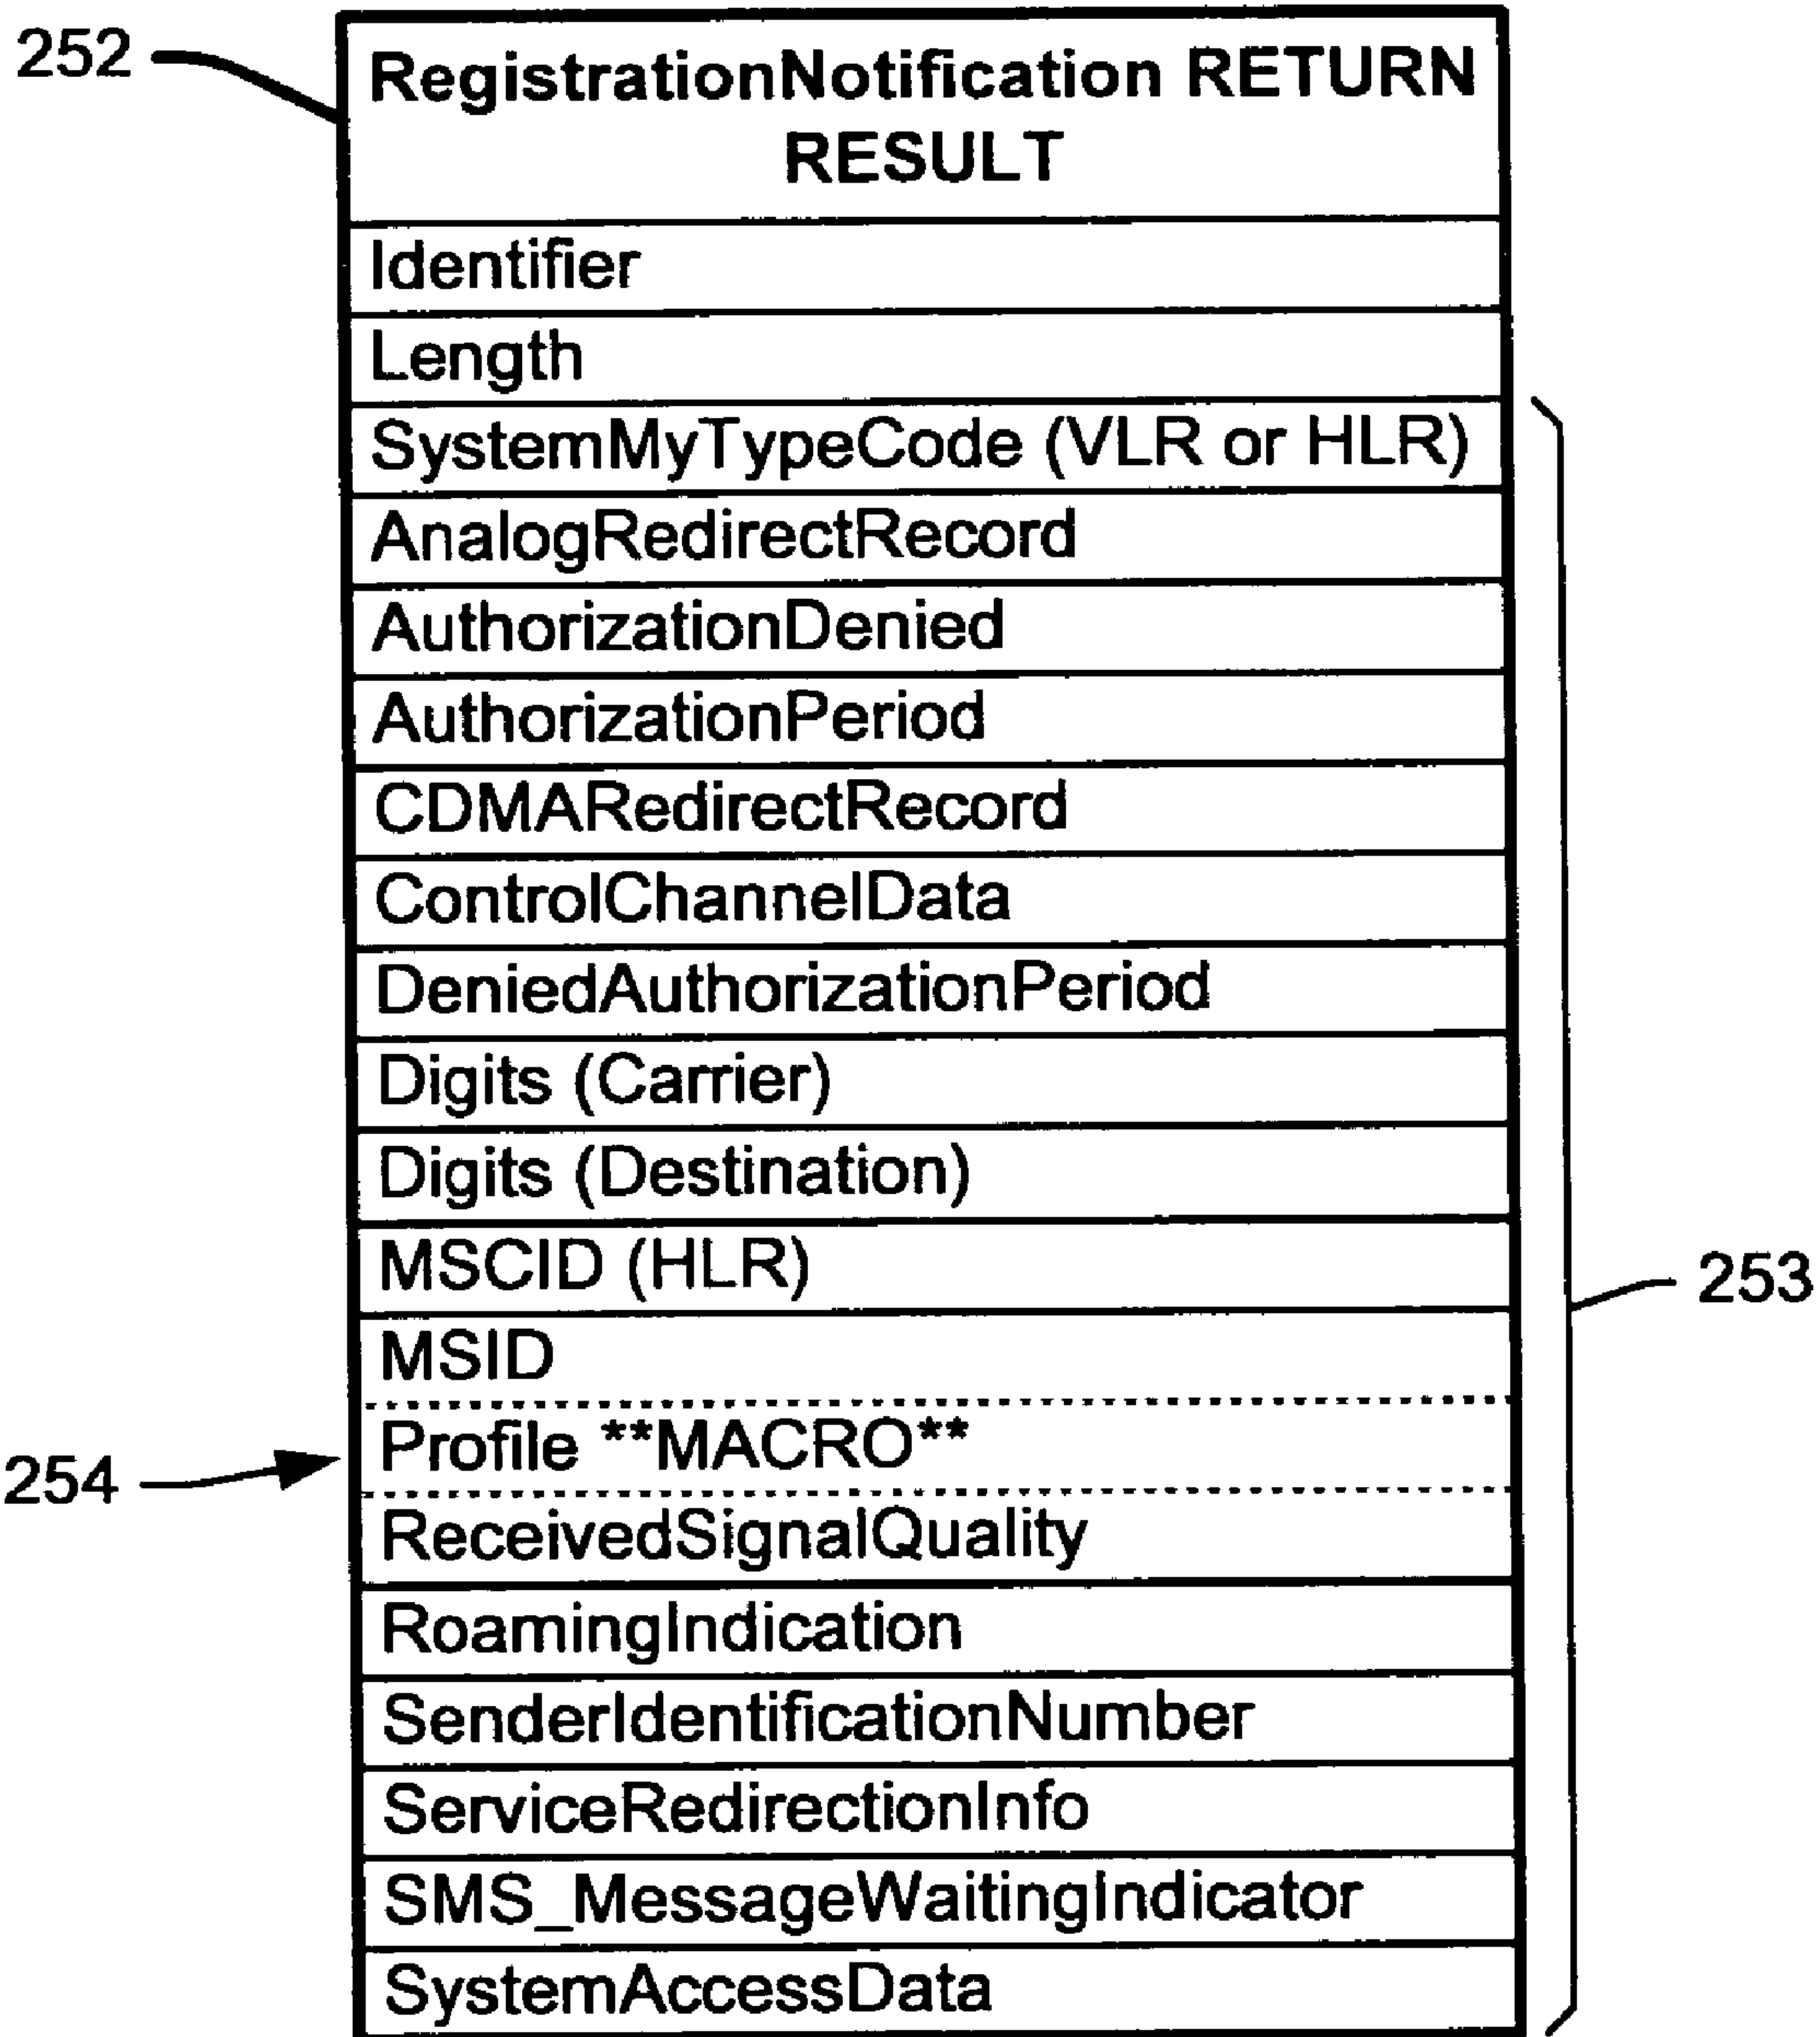 252
RegistrationNotification RETURN
RESULT
Identifier
Length
SystemMyTypeCode (VLR or HLR)
AnalogRedirectRecord
AuthorizationDenied
AuthorizationPeriod
CDMARedirectRecord
ControlChannelData
DeniedAuthorizationPeriod
Digits (Carrier)
Digits (Destination)
MSCID (HLR)
253
MSID
Profile **MACRO**
254
ReceivedSignalQuality
RoamingIndication
SenderIdentificationNumber
ServiceRedirectionInfo
SMS_MessageWaitingIndicator
SystemAccessData